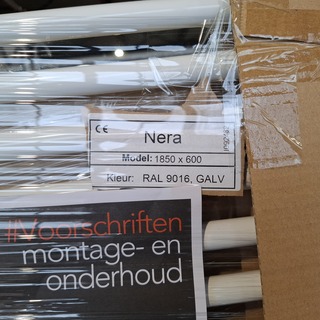 CE
Nera
Model: 1850 x 600
Kleur: RAL 9016, GALV
#Voorschriften
montage- en
onderhoud